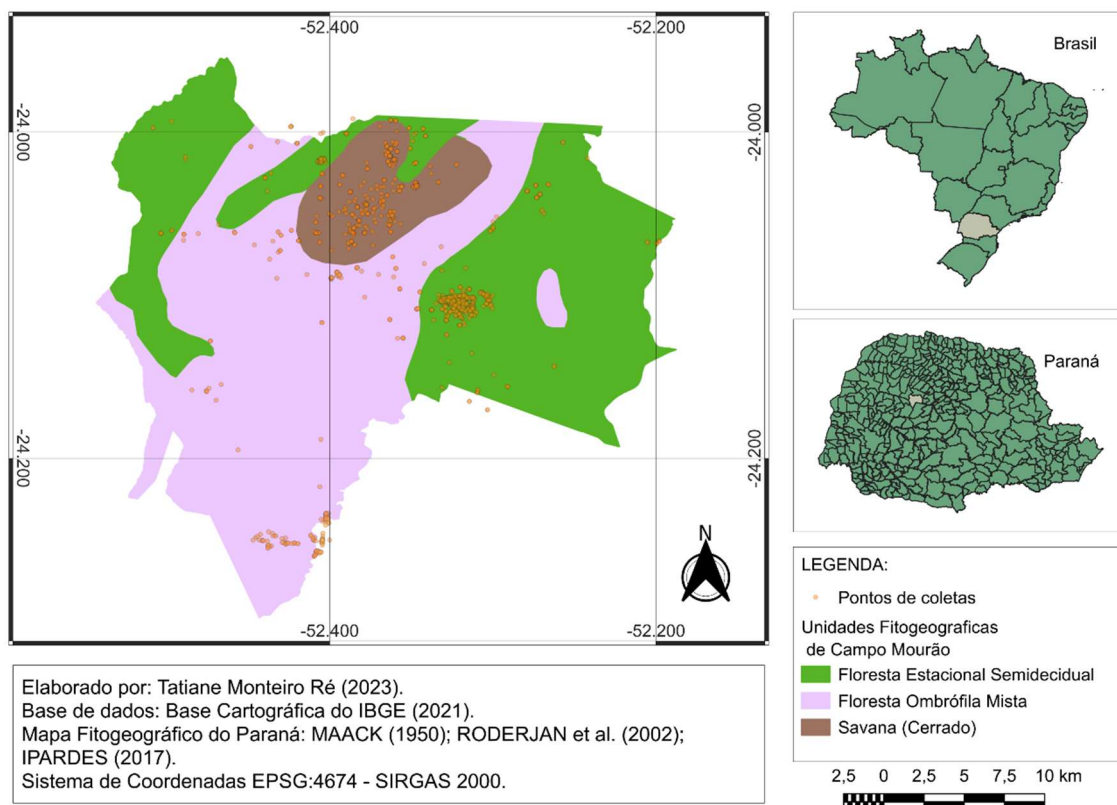 -52.400
-52.200
-24.000
-24.000
-24.200
-24.200
-52.400
-52.200
N
Brasil
Paraná
LEGENDA:
Pontos de coletas
Unidades Fitogeograficas
de Campo Mourão
Floresta Estacional Semidecidual
Floresta Ombrófila Mista
Savana (Cerrado)
2,5 0 2,5 5 7,5 10 km
Elaborado por: Tatiane Monteiro Ré (2023).
Base de dados: Base Cartográfica do IBGE (2021).
Mapa Fitogeográfico do Paraná: MAACK (1950); RODERJAN et al. (2002);
IPARDES (2017).
Sistema de Coordenadas EPSG:4674 - SIRGAS 2000.